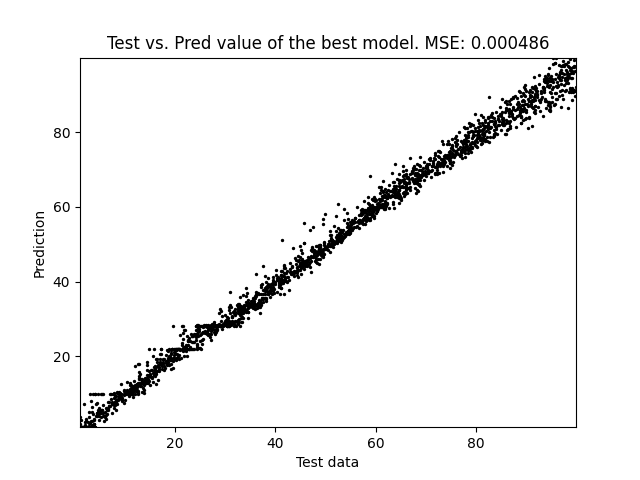 Test vs. Pred value of the best model. MSE: 0.000486
80
60
40
20
Prediction
20 40 60 80
Test data